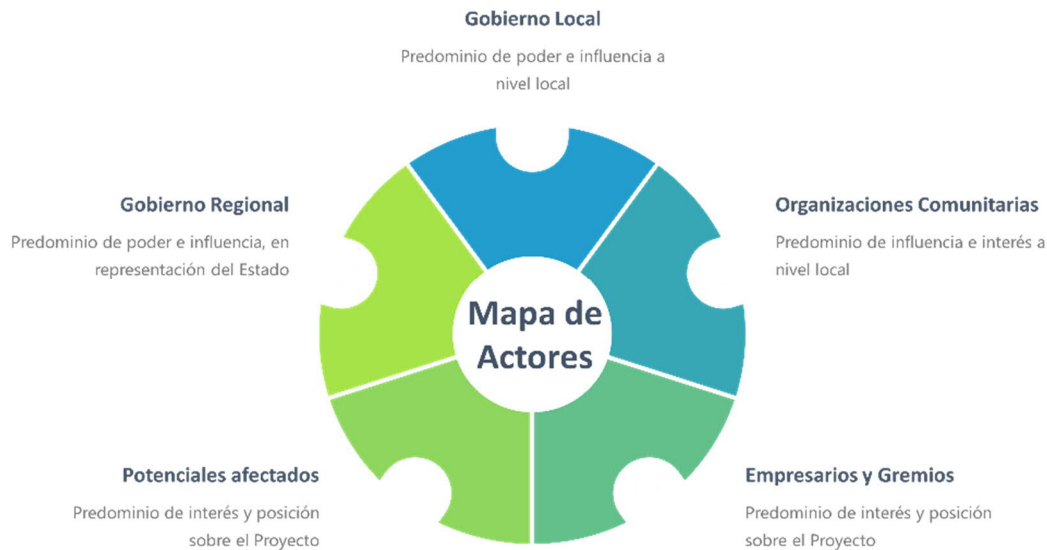 Gobierno Local
Predominio de poder e influencia a
nivel local
Gobierno Regional
Predominio de poder e influencia, en
representación del Estado
Organizaciones Comunitarias
Predominio de influencia e interés a
nivel local
Mapa de
Actores
Potenciales afectados
Predominio de interés y posición
sobre el Proyecto
Empresarios y Gremios
Predominio de interés y posición
sobre el Proyecto